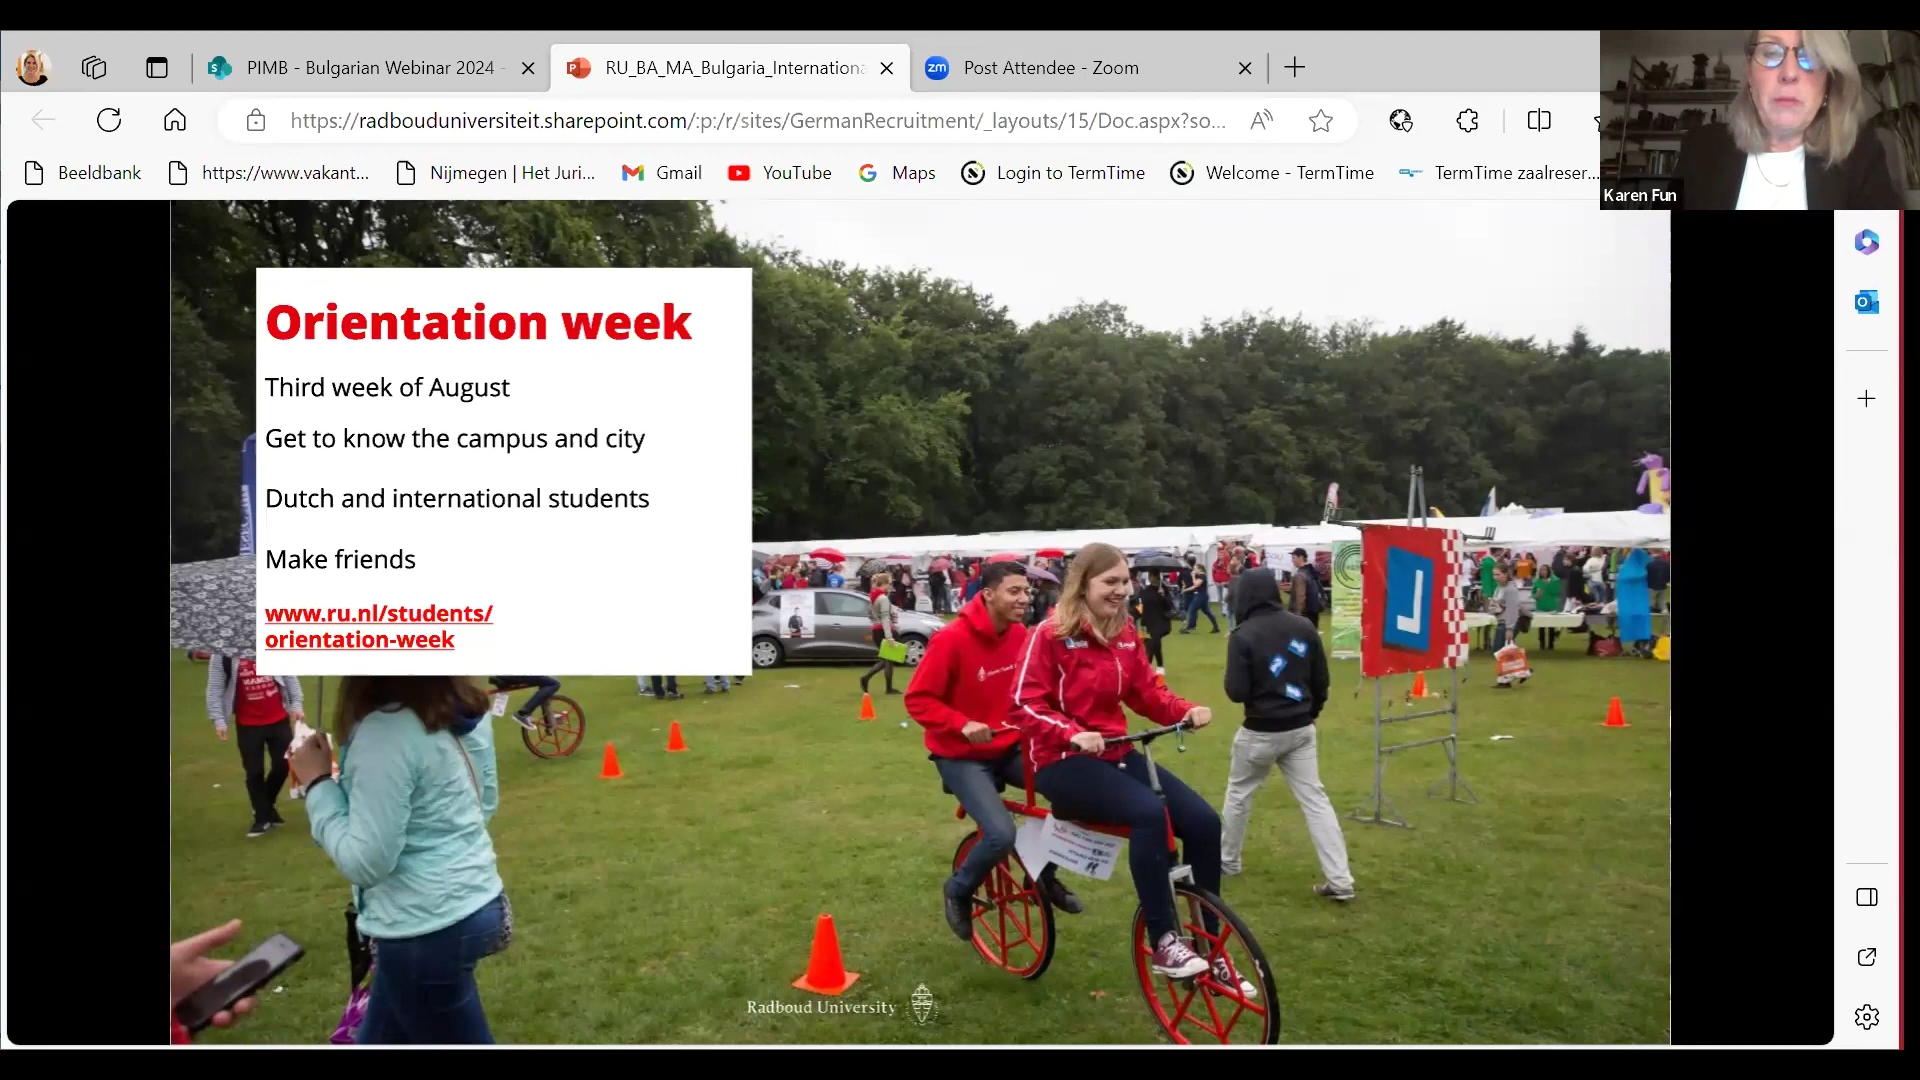 PIMB - Bulgarian Webinar 2024 -
RU_BA_MA_Bulgaria_Internationa
zm
Post Attendee - Zoom
https://radbouduniversiteit.sharepoint.com/:p:/r/sites/GermanRecruitment/_layouts/15/Doc.aspx?so...
Beeldbank
https://www.vakant...
Nijmegen | Het Juri...
Gmail
YouTube
Maps
Login to TermTime
Welcome - TermTime
TermTime zaalreser...
Karen Fun
Orientation week
Third week of August
Get to know the campus and city
Dutch and international students
Make friends
www.ru.nl/students/
orientation-week
Radboud University